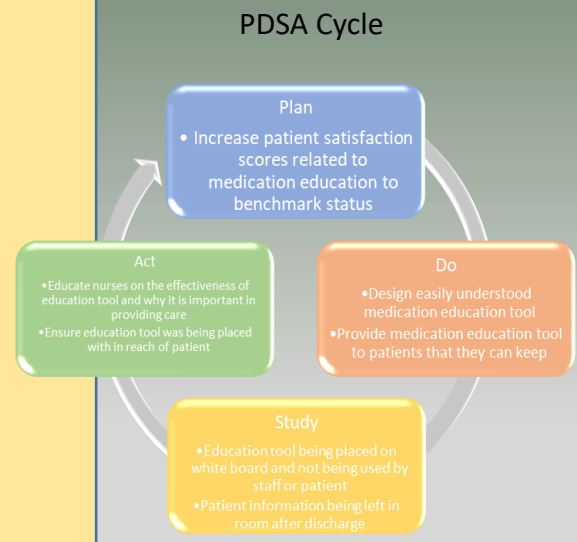 PDSA Cycle
Plan
• Increase patient satisfaction
scores related to
medication education to
benchmark status
Do
•Design easily understood
medication education tool
•Provide medication education tool
to patients that they can keep
Study
•Education tool being placed on
white board and not being used by
staff or patient
•Patient information being left in
room after discharge
Act
•Educate nurses on the effectiveness of
education tool and why it is important in
providing care
•Ensure education tool was being placed
with in reach of patient